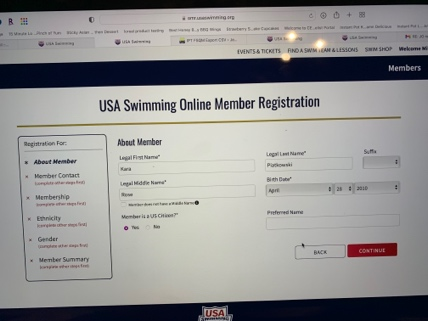 omr.usaswimming.org
USA Swimming
USA Swimming
USA Swimming
EVENTS & TICKETS FIND A SWIM TEAM & LESSONS SWIM SHOP Welcome
Members
USA Swimming Online Member Registration
Registration For:
About Member
Member Contact
(complete other steps first)
Membership
(complete other steps first)
Ethnicity
(complete other steps first)
Gender
(complete other steps first)
Member Summary
(complete other steps first)
About Member
Legal First Name*
Kara
Legal Last Name*
Piatkowski
Suffix
Legal Middle Name*
Rose
Member does not have a Middle Name
Birth Date*
April 26 2010
Member is a US Citizen?*
Yes No
Preferred Name
BACK CONTINUE
USA